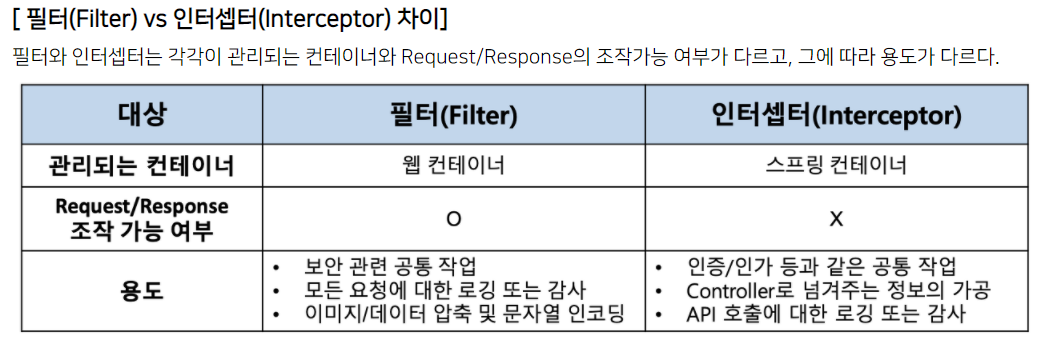 [ 필터(Filter) vs 인터셉터(Interceptor) 차이]
필터와 인터셉터는 각각이 관리되는 컨테이너와 Request/Response의 조작가능 여부가 다르고, 그에 따라 용도가 다르다.
대상 필터(Filter) 인터셉터(Interceptor)
관리되는 컨테이너 웹 컨테이너 스프링 컨테이너
Request/Response
조작 가능 여부 O X
용도
• 보안 관련 공통 작업
• 모든 요청에 대한 로깅 또는 감사
• 이미지/데이터 압축 및 문자열 인코딩
• 인증/인가 등과 같은 공통 작업
• Controller로 넘겨주는 정보의 가공
• API 호출에 대한 로깅 또는 감사